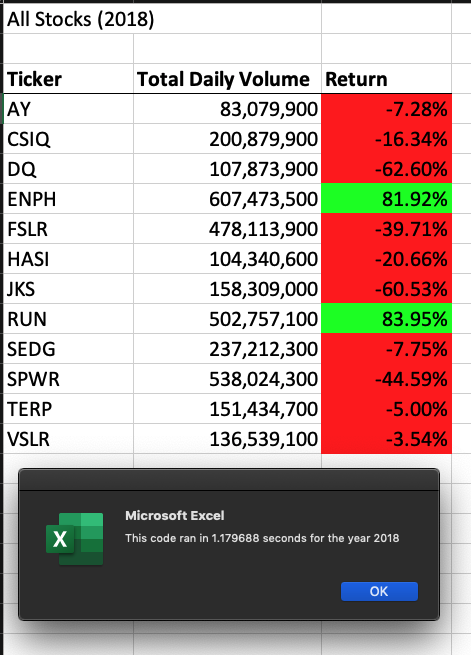 All Stocks (2018)
Ticker Total Daily Volume Return
AY 83,079,900 -7.28%
CSIQ 200,879,900 -16.34%
DQ 107,873,900 -62.60%
ENPH 607,473,500 81.92%
FSLR 478,113,900 -39.71%
HASI 104,340,600 -20.66%
JKS 158,309,000 -60.53%
RUN 502,757,100 83.95%
SEDG 237,212,300 -7.75%
SPWR 538,024,300 -44.59%
TERP 151,434,700 -5.00%
VSLR 136,539,100 -3.54%
X
Microsoft Excel
This code ran in 1.179688 seconds for the year 2018
OK